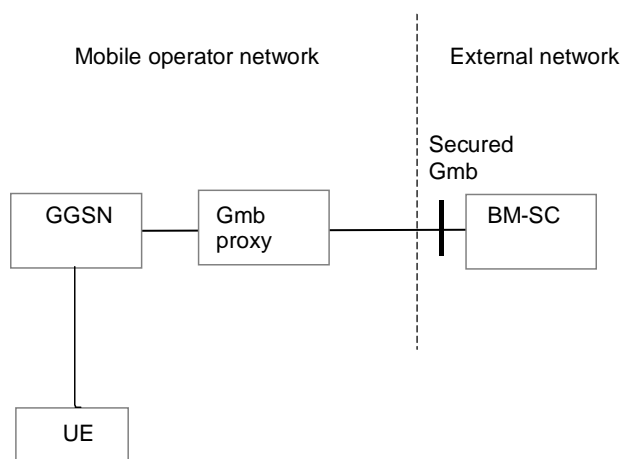 Mobile operator network
External network
Secured
Gmb
GGSN
Gmb
proxy
BM-SC
UE